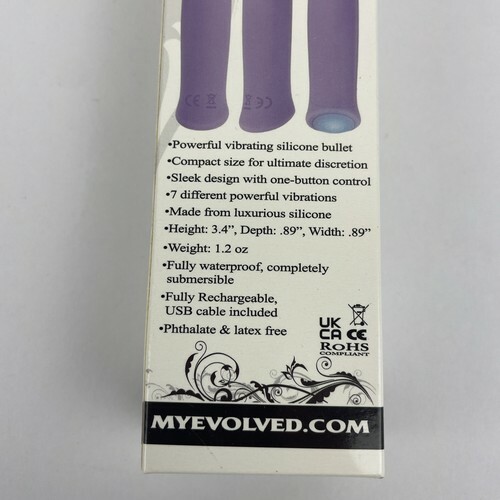 •Powerful vibrating silicone bullet
•Compact size for ultimate discretion
•Sleek design with one-button control
•7 different powerful vibrations
•Made from luxurious silicone
•Height: 3.4”, Depth: .89”, Width: .89”
•Weight: 1.2 oz
•Fully waterproof, completely
submersible
•Fully Rechargeable,
USB cable included
•Phthalate & latex free
UK
CA CE
RoHS
COMPLIANT
MYEVOLVED.COM